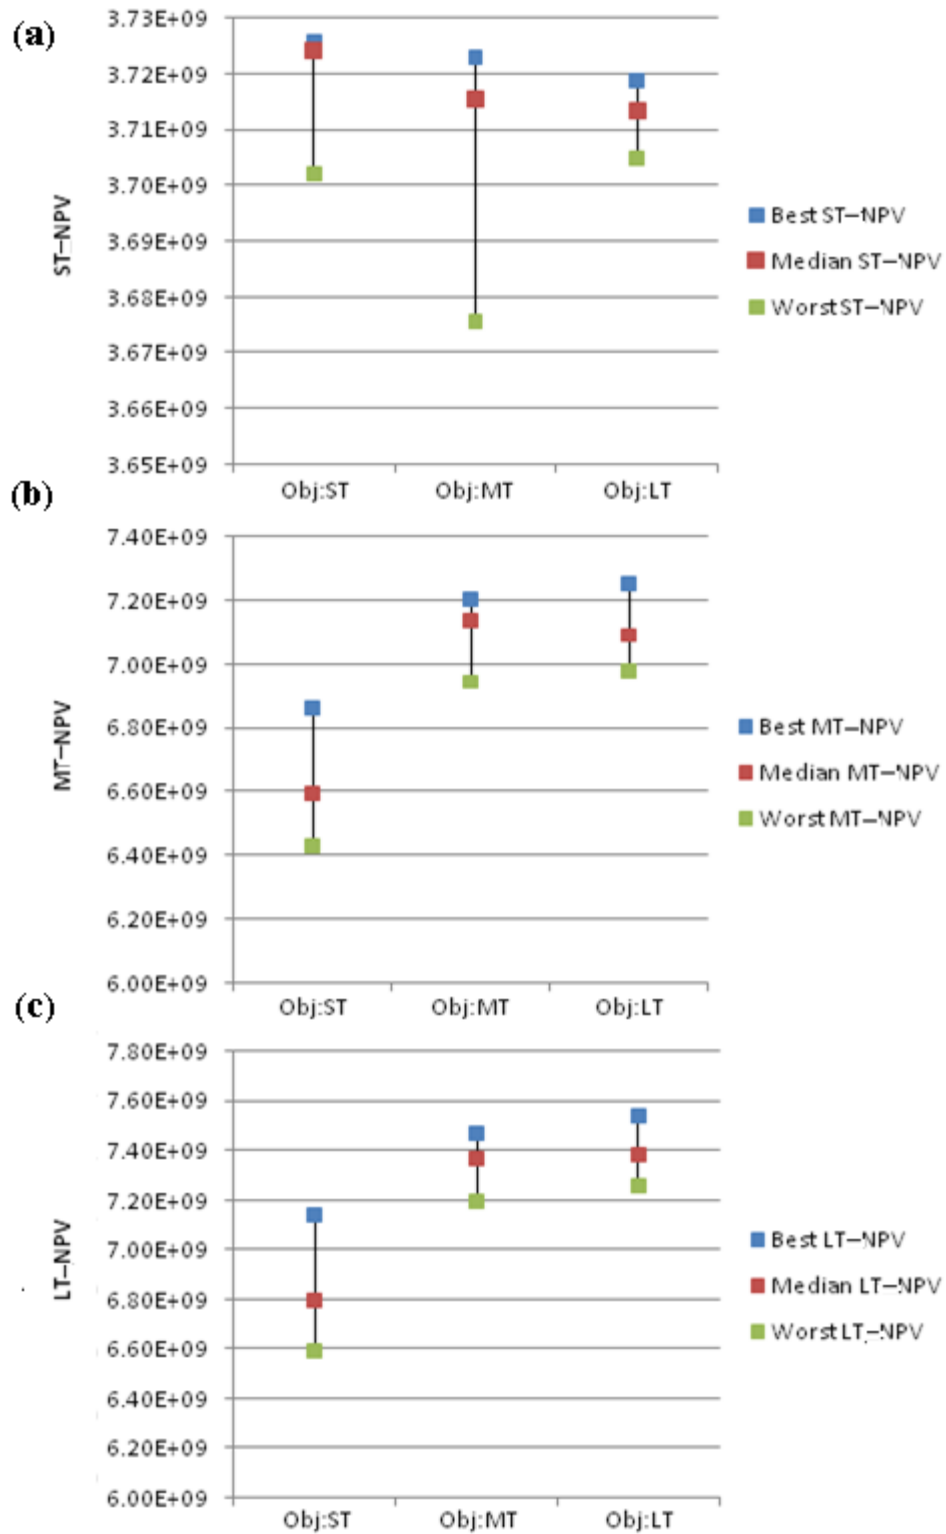 (a)
3.73E+09
3.72E+09
3.71E+09
3.70E+09
3.69E+09
3.68E+09
3.67E+09
3.66E+09
3.65E+09
ST–NPV
Obj:ST Obj:MT Obj:LT
Best ST–NPV
Median ST–NPV
Worst ST–NPV
(b)
7.40E+09
7.20E+09
7.00E+09
6.80E+09
6.60E+09
6.40E+09
6.20E+09
6.00E+09
MT–NPV
Obj:ST Obj:MT Obj:LT
Best MT–NPV
Median MT–NPV
Worst MT–NPV
(c)
7.80E+09
7.60E+09
7.40E+09
7.20E+09
7.00E+09
6.80E+09
6.60E+09
6.40E+09
6.20E+09
6.00E+09
LT–NPV
Obj:ST Obj:MT Obj:LT
Best LT–NPV
Median LT–NPV
Worst LT–NPV